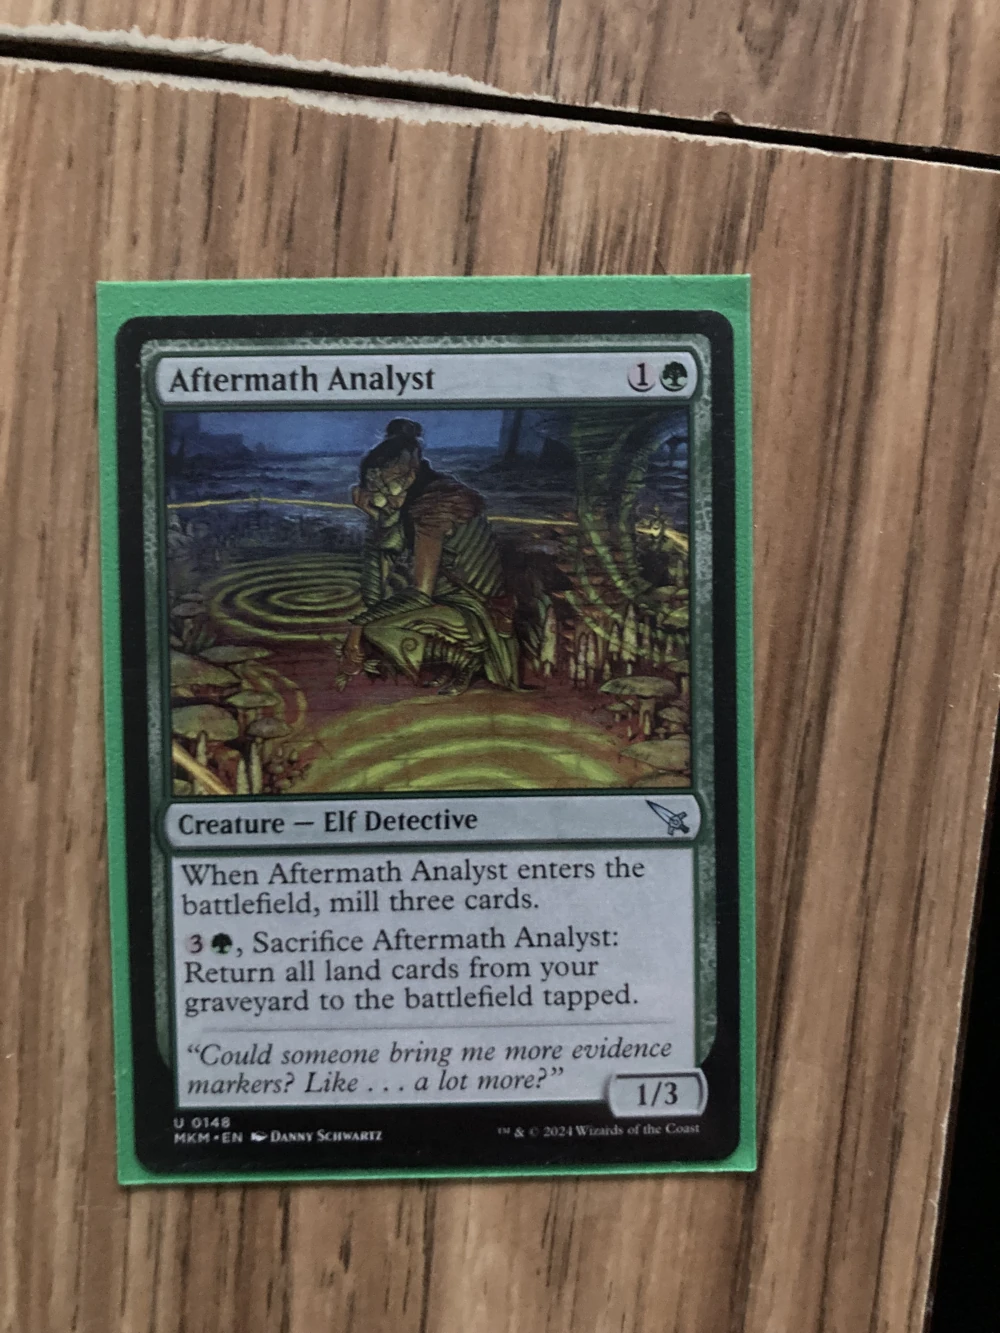 Aftermath Analyst 1
Creature — Elf Detective
When Aftermath Analyst enters the
battlefield, mill three cards.
3 , Sacrifice Aftermath Analyst:
Return all land cards from your
graveyard to the battlefield tapped.
“Could someone bring me more evidence
markers? Like . . . a lot more?”
1/3
U 0148
MKM • EN Danny Schwartz
™ & © 2024 Wizards of the Coast